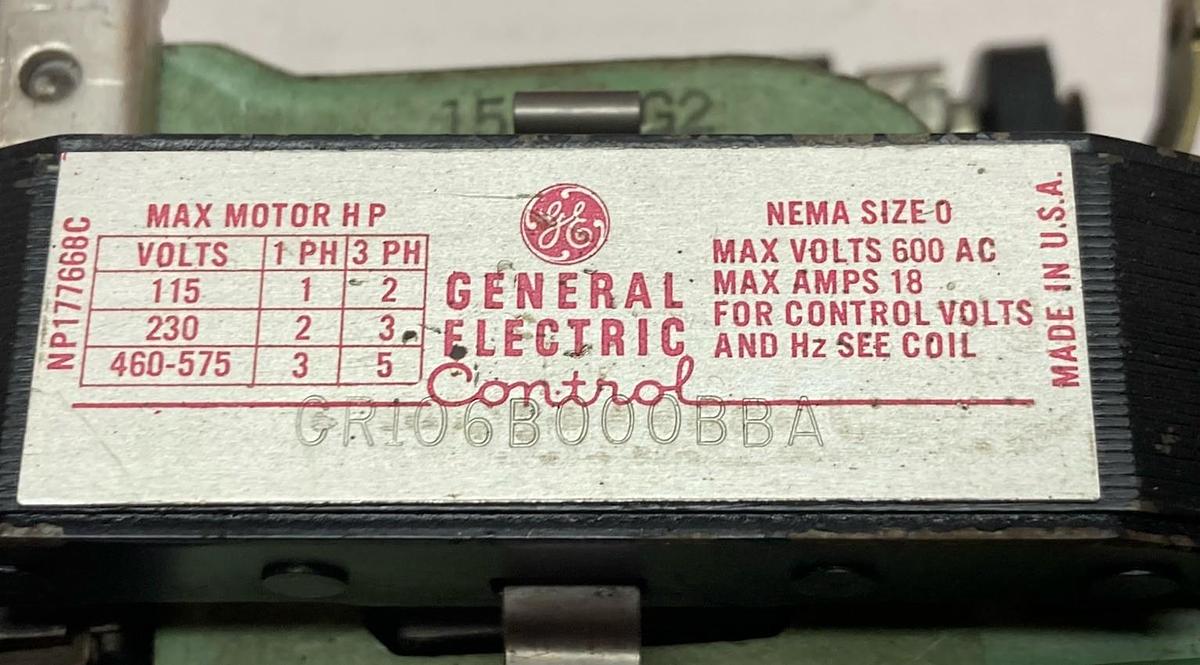 15 G2
NP177668C
MAX MOTOR HP
VOLTS 1 PH 3 PH
115 1 2
230 2 3
460-575 3 5
GE
GENERAL
ELECTRIC
Control
NEMA SIZE 0
MAX VOLTS 600 AC
MAX AMPS 18
FOR CONTROL VOLTS
AND Hz SEE COIL
MADE IN U.S.A.
CR106B000BBA